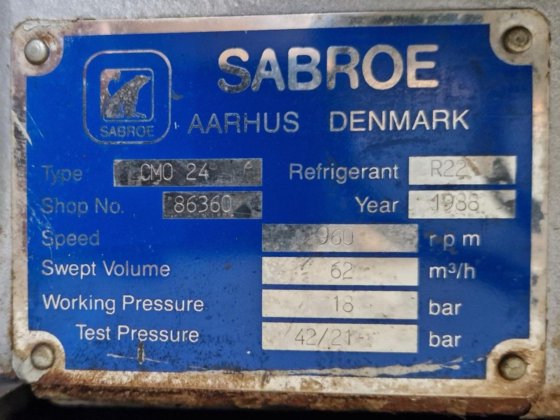 SABROE
SABROE
AARHUS DENMARK
Type CMO 24 Refrigerant R22
Shop No. 86360 Year 1988
Speed 960 rpm
Swept Volume 62 m³/h
Working Pressure 18 bar
Test Pressure 42/21 bar